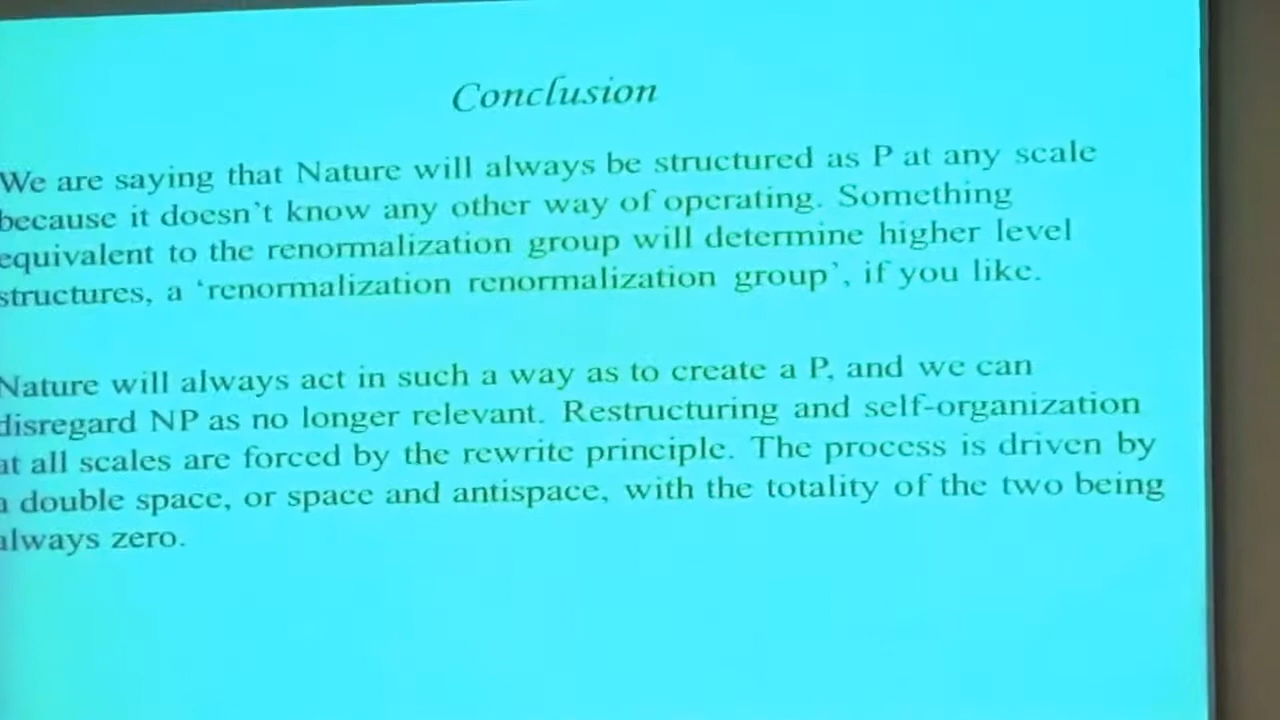 Conclusion
We are saying that Nature will always be structured as P at any scale
because it doesn't know any other way of operating. Something
equivalent to the renormalization group will determine higher level
structures, a ‘renormalization renormalization group’, if you like.
Nature will always act in such a way as to create a P, and we can
disregard NP as no longer relevant. Restructuring and self-organization
at all scales are forced by the rewrite principle. The process is driven by
a double space, or space and antispace, with the totality of the two being
always zero.